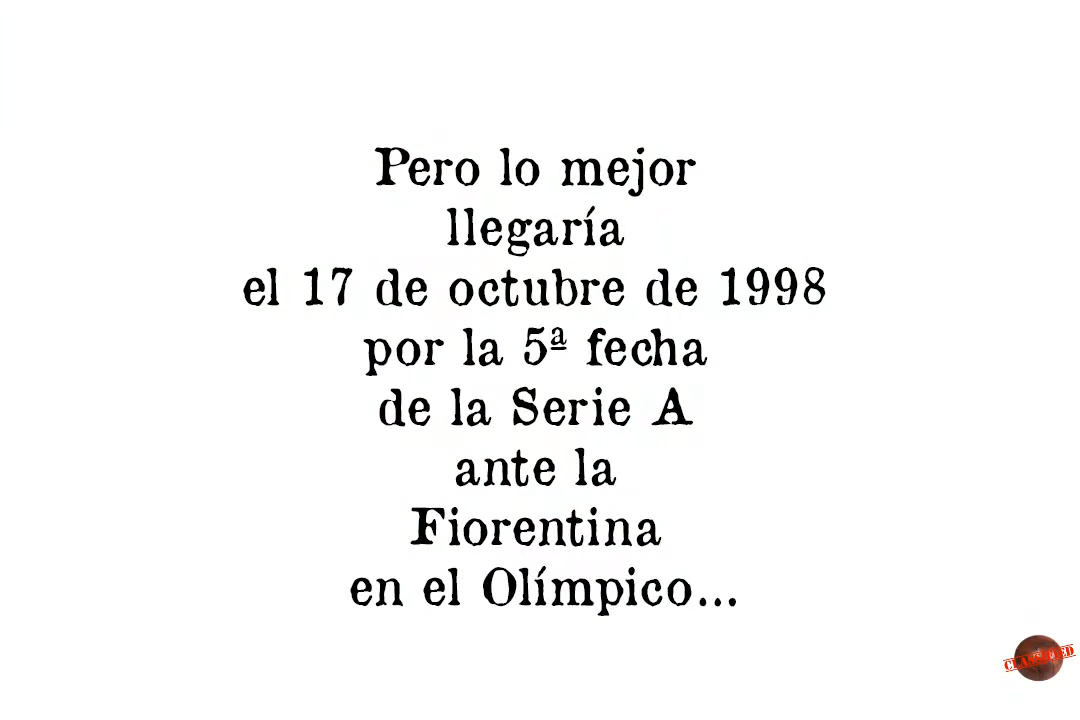 Pero lo mejor
llegaría
el 17 de octubre de 1998
por la 5ª fecha
de la Serie A
ante la
Fiorentina
en el Olímpico...
CLASSIFIED